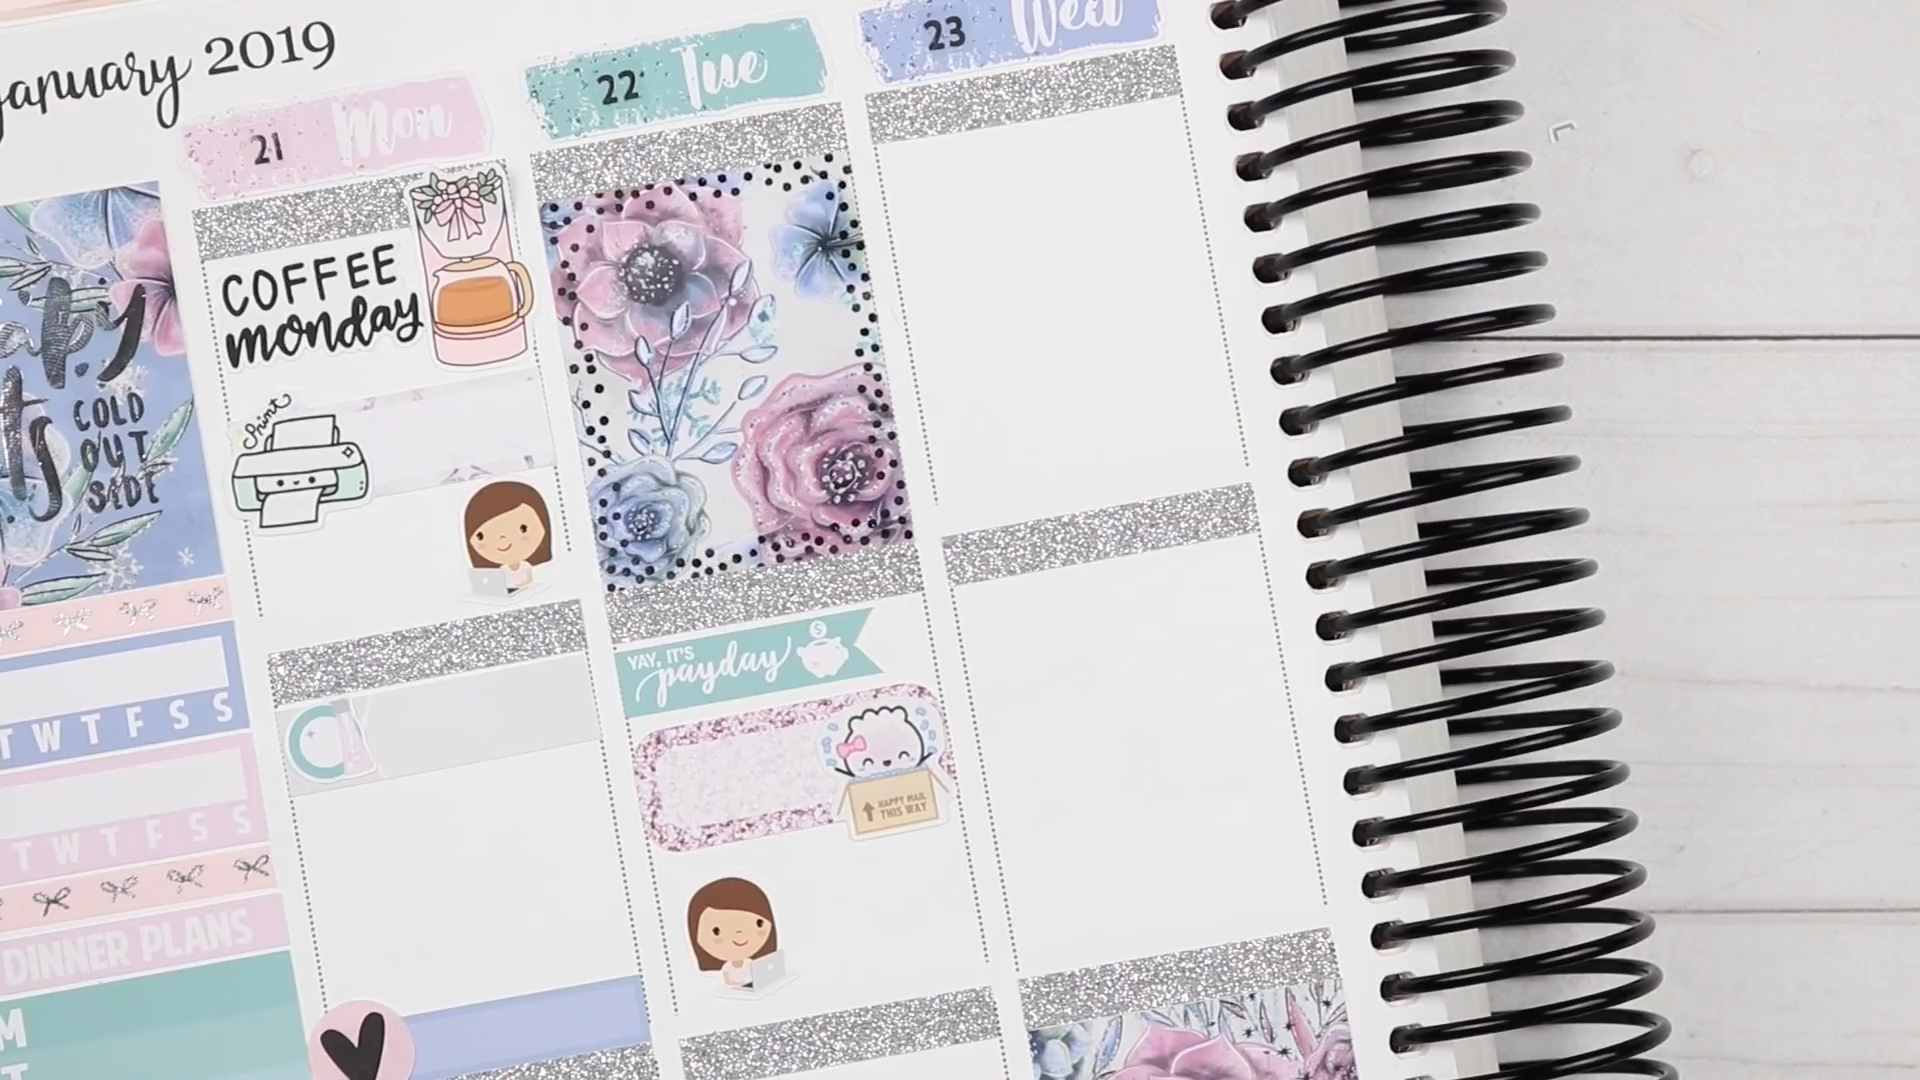 january 2019
21 Mon
22 Tue
23 Wed
COFFEE
monday
Print
COLD
OUT
SIDE
YAY, IT'S
payday
$
HAPPY MAIL
THIS WAY
T W T F S S
T W T F S S
DINNER PLANS
M
T